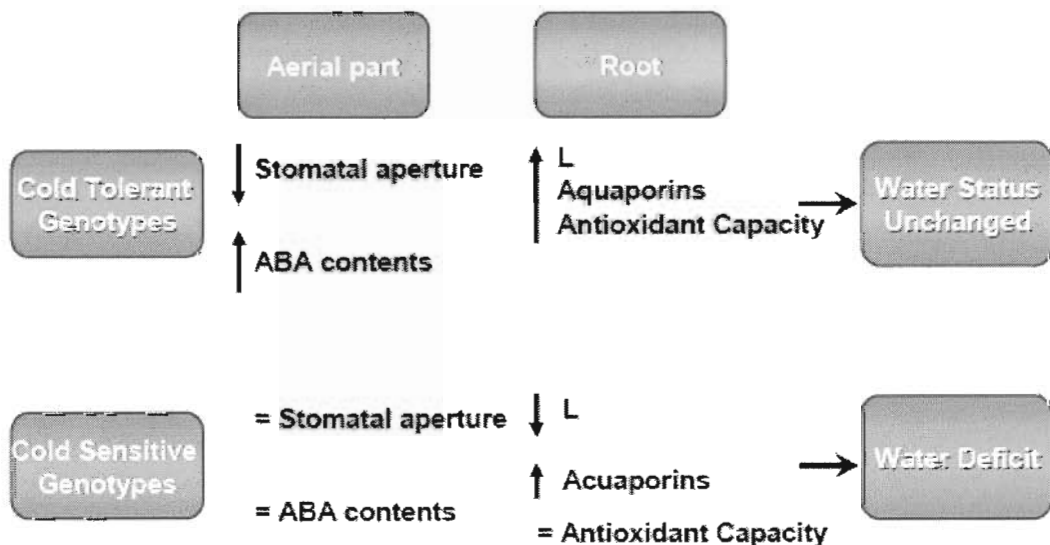 Aerial part
Root
Cold Tolerant
Genotypes
Stomatal aperture
ABA contents
L
Aquaporins
Antioxidant Capacity
Water Status
Unchanged
Cold Sensitive
Genotypes
= Stomatal aperture
= ABA contents
L
Acuaporins
= Antioxidant Capacity
Water Deficit